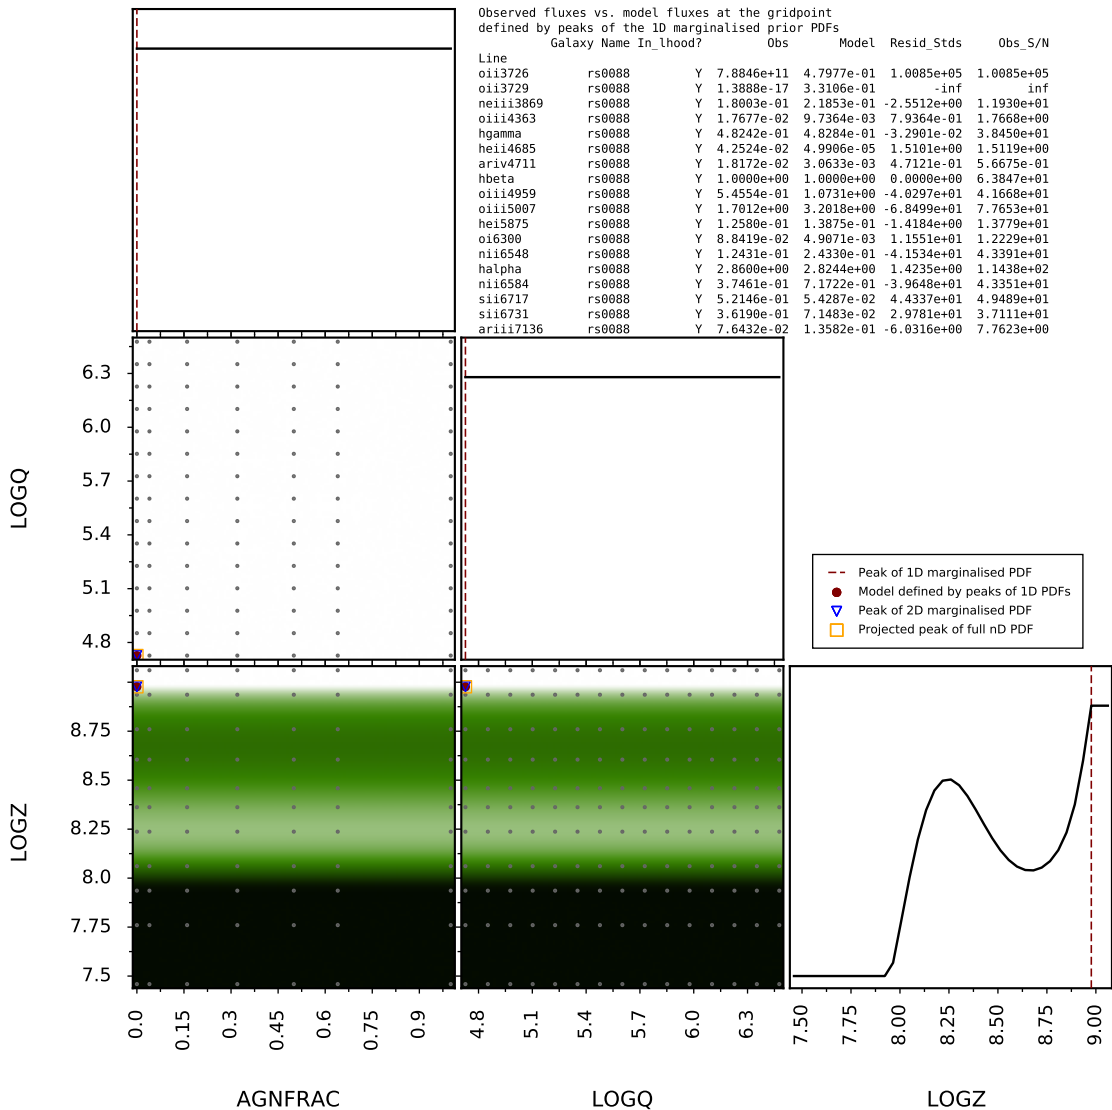 Observed fluxes vs. model fluxes at the gridpoint
defined by peaks of the 1D marginalised prior PDFs
Galaxy Name In_lhood? Obs Model Resid_Stds Obs_S/N
Line
oii3726 rs0088 Y 7.8846e+11 4.7977e-01 1.0085e+05 1.0085e+05
oii3729 rs0088 Y 1.3888e-17 3.3106e-01 -inf inf
neiii3869 rs0088 Y 1.8003e-01 2.1853e-01 -2.5512e+00 1.1930e+01
oiii4363 rs0088 Y 1.7677e-02 9.7364e-03 7.9364e-01 1.7668e+00
hgamma rs0088 Y 4.8242e-01 4.8284e-01 -3.2901e-02 3.8450e+01
heii4685 rs0088 Y 4.2524e-02 4.9906e-05 1.5101e+00 1.5119e+00
ariv4711 rs0088 Y 1.8172e-02 3.0633e-03 4.7121e-01 5.6675e-01
hbeta rs0088 Y 1.0000e+00 1.0000e+00 0.0000e+00 6.3847e+01
oiii4959 rs0088 Y 5.4554e-01 1.0731e+00 -4.0297e+01 4.1668e+01
oiii5007 rs0088 Y 1.7012e+00 3.2018e+00 -6.8499e+01 7.7653e+01
hei5875 rs0088 Y 1.2580e-01 1.3875e-01 -1.4184e+00 1.3779e+01
oi6300 rs0088 Y 8.8419e-02 4.9071e-03 1.1551e+01 1.2229e+01
nii6548 rs0088 Y 1.2431e-01 2.4330e-01 -4.1534e+01 4.3391e+01
halpha rs0088 Y 2.8600e+00 2.8244e+00 1.4235e+00 1.1438e+02
nii6584 rs0088 Y 3.7461e-01 7.1722e-01 -3.9648e+01 4.3351e+01
sii6717 rs0088 Y 5.2146e-01 5.4287e-02 4.4337e+01 4.9489e+01
sii6731 rs0088 Y 3.6190e-01 7.1483e-02 2.9781e+01 3.7111e+01
ariii7136 rs0088 Y 7.6432e-02 1.3582e-01 -6.0316e+00 7.7623e+00
6.3
6.0
5.7
5.4
5.1
4.8
LOGQ
Peak of 1D marginalised PDF
Model defined by peaks of 1D PDFs
Peak of 2D marginalised PDF
Projected peak of full nD PDF
8.75
8.5
8.25
8.0
7.75
7.5
LOGZ
0.0 0.15 0.3 0.45 0.6 0.75 0.9
4.8 5.1 5.4 5.7 6.0 6.3
7.50 7.75 8.00 8.25 8.50 8.75 9.00
AGNFRAC LOGQ LOGZ